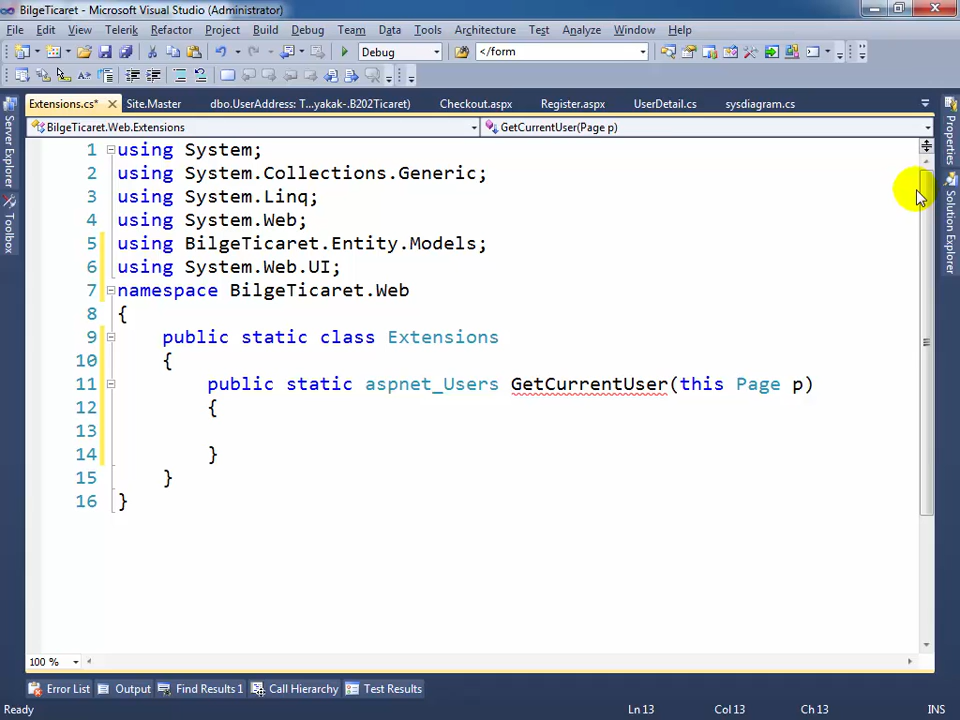 BilgeTicaret - Microsoft Visual Studio (Administrator)
File Edit View Telerik Refactor Project Build Debug Team Data Tools Architecture Test Analyze Window Help
Debug </form
Extensions.cs* Site.Master dbo.UserAddress: T...yakak-.B202Ticaret) Checkout.aspx Register.aspx UserDetail.cs sysdiagram.cs
BilgeTicaret.Web.Extensions GetCurrentUser(Page p)
1 using System;
2 using System.Collections.Generic;
3 using System.Linq;
4 using System.Web;
5 using BilgeTicaret.Entity.Models;
6 using System.Web.UI;
7 namespace BilgeTicaret.Web
8 {
9 public static class Extensions
10 {
11 public static aspnet_Users GetCurrentUser(this Page p)
12 {
13
14 }
15 }
16 }
Server Explorer
Toolbox
Properties
Solution Explorer
100 %
Error List Output Find Results 1 Call Hierarchy Test Results
Ready Ln 13 Col 13 Ch 13 INS